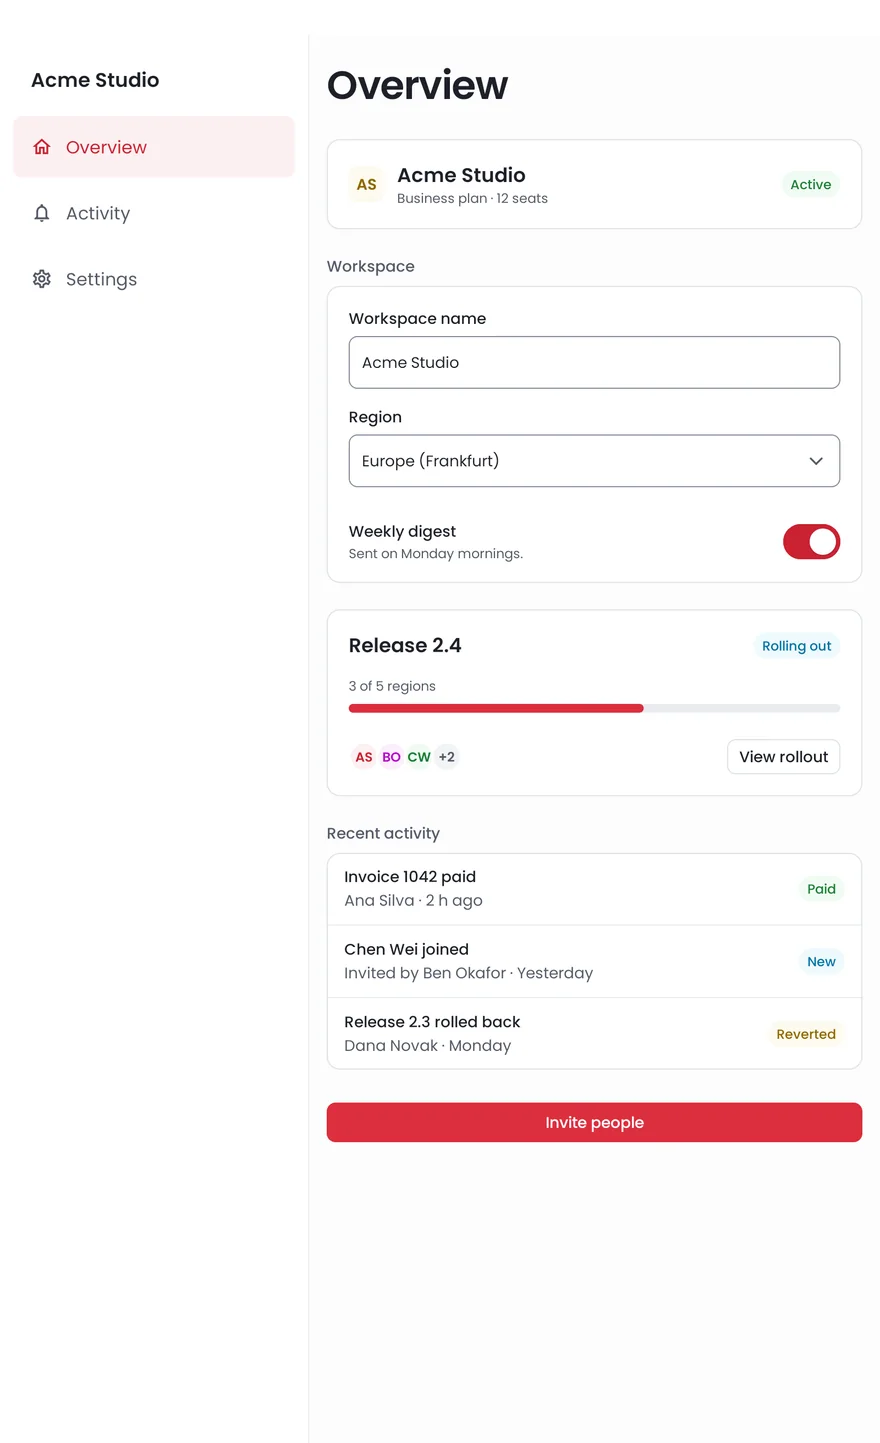 Acme Studio
Overview
Activity
Settings
Overview
AS
Acme Studio
Business plan · 12 seats
Active
Workspace
Workspace name
Acme Studio
Region
Europe (Frankfurt)
Weekly digest
Sent on Monday mornings.
Release 2.4
Rolling out
3 of 5 regions
AS BO CW +2
View rollout
Recent activity
Invoice 1042 paid
Ana Silva · 2 h ago
Paid
Chen Wei joined
Invited by Ben Okafor · Yesterday
New
Release 2.3 rolled back
Dana Novak · Monday
Reverted
Invite people